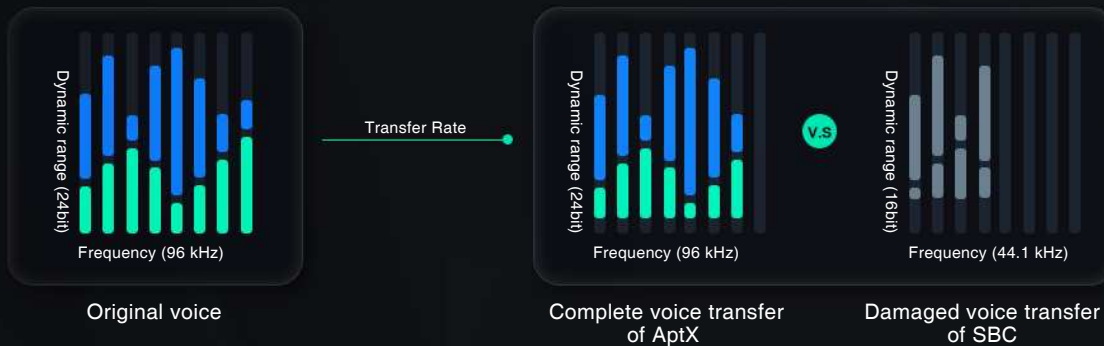 Dynamic range (24bit)
Frequency (96 kHz)
Original voice
Transfer Rate
Dynamic range (24bit)
Frequency (96 kHz)
Complete voice transfer
of AptX
V.S
Dynamic range (16bit)
Frequency (44.1 kHz)
Damaged voice transfer
of SBC